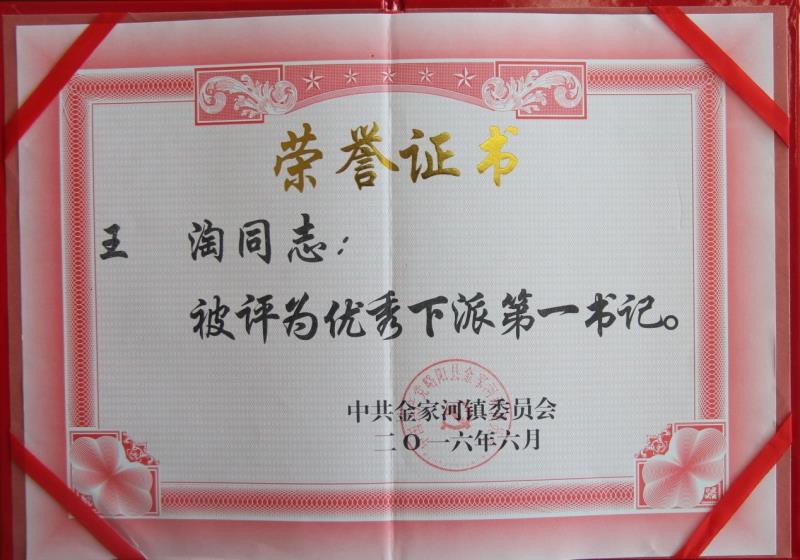 荣誉证书
王 淘同志：
被评为优秀下派第一书记。
中共金家河镇委员会
二〇一六年六月